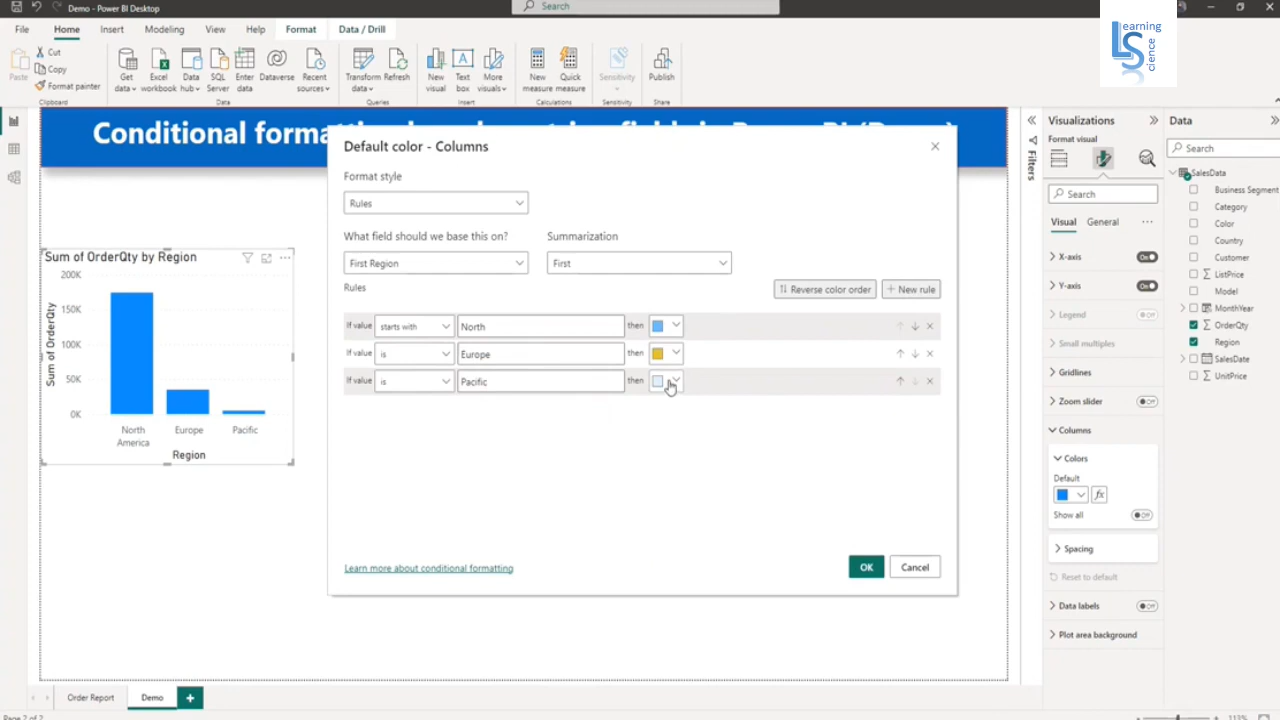 Demo - Power BI Desktop
Search
Learning
Science
File Home Insert Modeling View Help Format Data / Drill
Paste
Cut
Copy
Format painter
Get data
Excel workbook
Data hub
SQL Server
Enter data
Dataverse
Recent sources
Transform data
Refresh
New visual
Text box
More visuals
New measure
Quick measure
Sensitivity
Publish
Clipboard Data Queries Insert Calculations Sensitivity Share
Conditional
Default color - Columns
Format style
Rules
What field should we base this on? Summarization
First Region First
Rules
Reverse color order + New rule
If value starts with North then
If value is Europe then
If value is Pacific then
Learn more about conditional formatting
OK Cancel
Sum of OrderQty by Region
200K
150K
100K
50K
0K
Sum of OrderQty
North America Europe Pacific
Region
Filters
Visualizations
Format visual
Search
Visual General ...
X-axis On
Y-axis On
Legend Off
Small multiples
Gridlines
Zoom slider Off
Columns
Colors
Default
fx
Show all Off
Spacing
Reset to default
Data labels Off
Plot area background
Data
Search
SalesData
Business Segment
Category
Color
Country
Customer
ListPrice
Model
MonthYear
OrderQty
Region
SalesDate
UnitPrice
Order Report Demo +
Page 2 of 2
113%